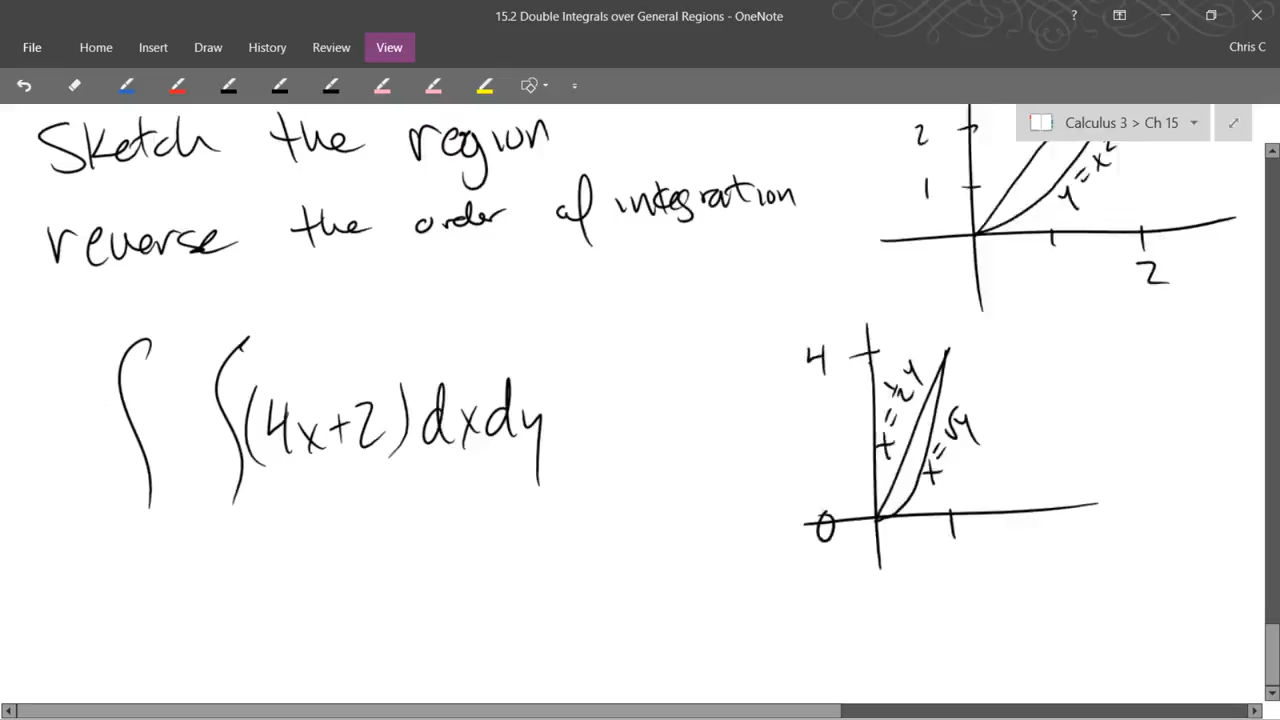 15.2 Double Integrals over General Regions - OneNote
File Home Insert Draw History Review View
Chris C
Calculus 3 > Ch 15
Sketch the region
reverse the order of integration
2
1
y = x²
2
∫ ∫ (4x+2) dx dy
4
x = ½ y
x = √y
0